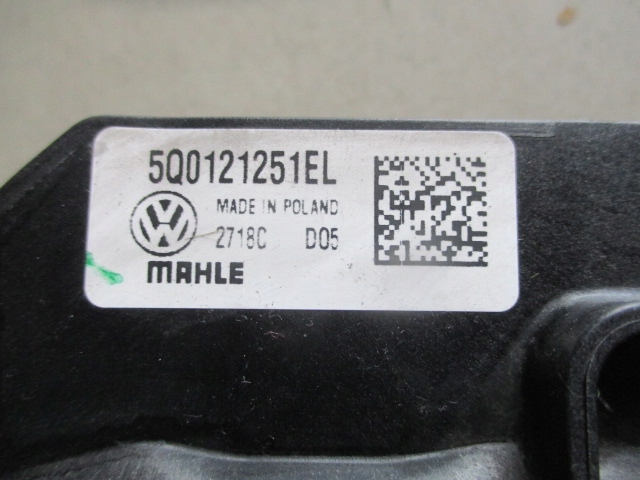 5Q0121251EL
MADE IN POLAND
2718C D05
MAHLE